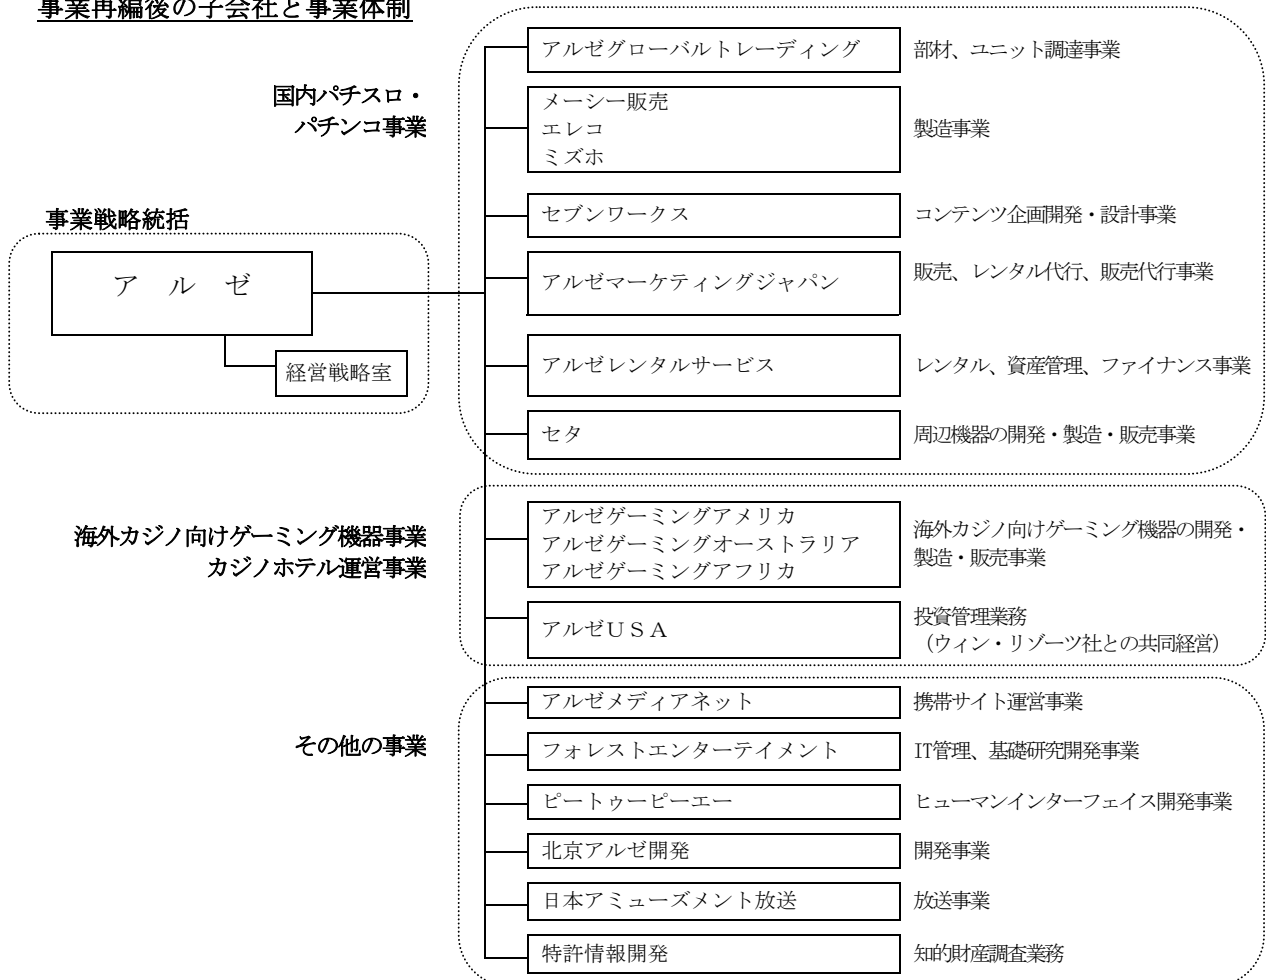 事業再編後の子会社と事業体制
アルゼグローバルトレーディング
部材、ユニット調達事業
国内パチスロ・
パチンコ事業
メーシー販売
エレコ
ミズホ
製造事業
セブンワークス
コンテンツ企画開発・設計事業
事業戦略統括
アルゼ
経営戦略室
アルゼマーケティングジャパン
販売、レンタル代行、販売代行事業
アルゼレンタルサービス
レンタル、資産管理、ファイナンス事業
セタ
周辺機器の開発・製造・販売事業
海外カジノ向けゲーミング機器事業
カジノホテル運営事業
アルゼゲーミングアメリカ
アルゼゲーミングオーストラリア
アルゼゲーミングアフリカ
海外カジノ向けゲーミング機器の開発・
製造・販売事業
アルゼUSA
投資管理業務
（ウィン・リゾーツ社との共同経営）
その他の事業
アルゼメディアネット
携帯サイト運営事業
フォレストエンターテイメント
IT管理、基礎研究開発事業
ピートゥーピーエー
ヒューマンインターフェイス開発事業
北京アルゼ開発
開発事業
日本アミューズメント放送
放送事業
特許情報開発
知的財産調査業務